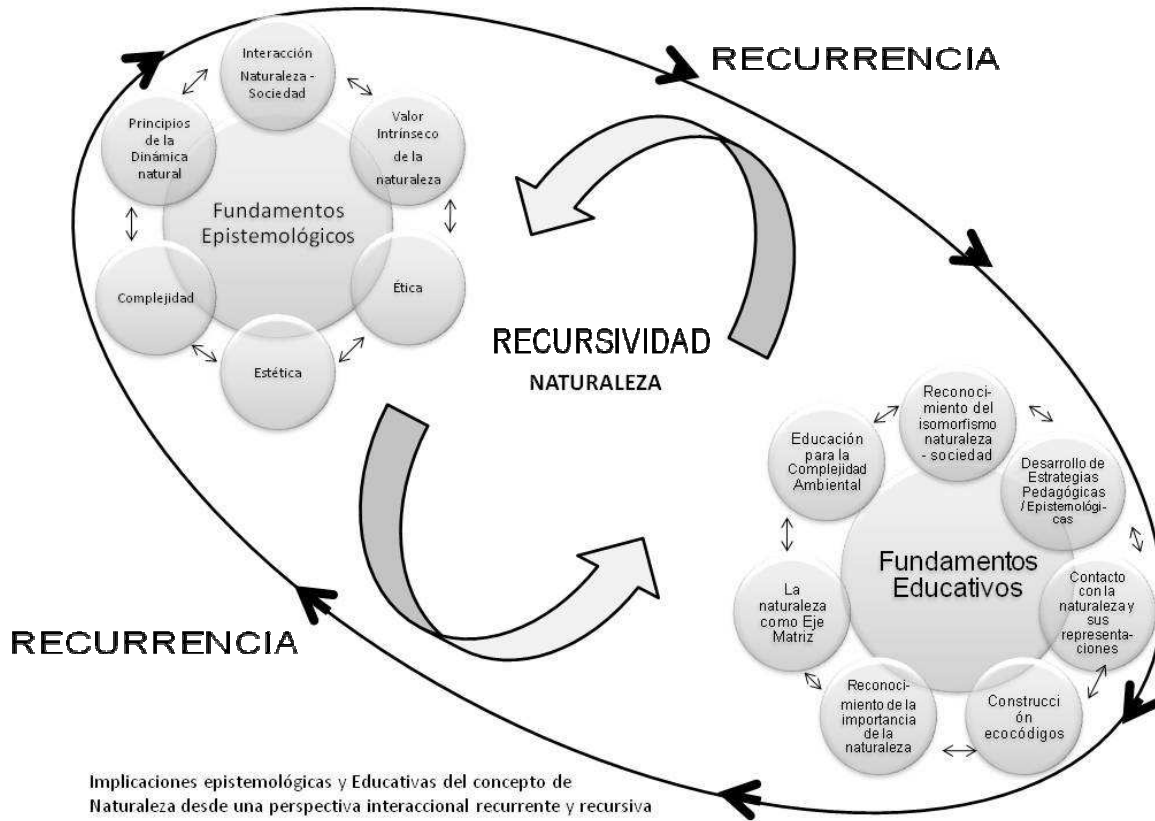 RECURRENCIA
Interacción
Naturaleza -
Sociedad
Principios
de la
Dinámica
natural
Valor
Intrínseco
de la
naturaleza
Fundamentos
Epistemológicos
Complejidad
Ética
Estética
RECURSIVIDAD
NATURALEZA
Reconoci-
miento del
isomorfismo
naturaleza
- sociedad
Educación
para la
Complejidad
Ambiental
Desarrollo de
Estrategias
Pedagógicas
/Epistemológi-
cas
Fundamentos
Educativos
La
naturaleza
como Eje
Matriz
Contacto
con la
naturaleza y
sus
representa-
ciones
Reconoci-
miento de la
importancia
de la
naturaleza
Construcci
ón
ecocódigos
RECURRENCIA
Implicaciones epistemológicas y Educativas del concepto de
Naturaleza desde una perspectiva interaccional recurrente y recursiva